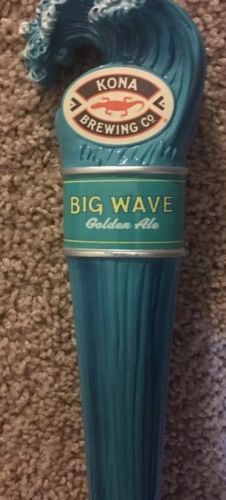 KONA
BREWING CO
BIG WAVE
Golden Ale